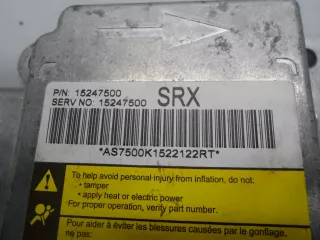 P/N: 15247500
SERV NO: 15247500 SRX
*AS7500K1522122RT*
To help avoid personal injury from inflation, do not:
• tamper
• apply heat or electric power
For proper operation, verify part number.
Pour aider à éviter les blessures causées par le gonflage,